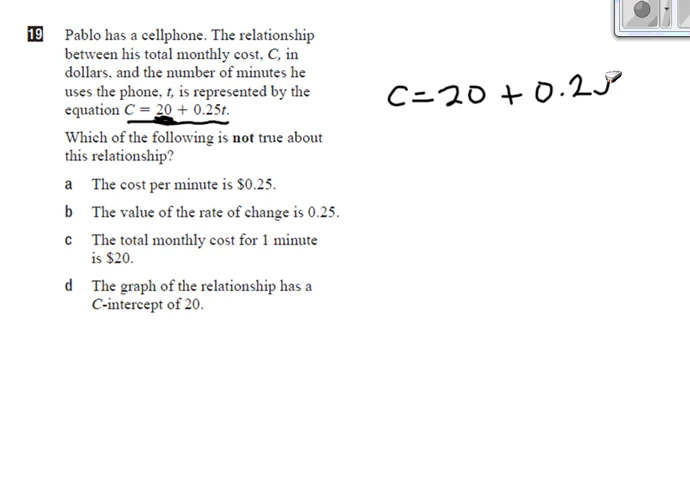 19 Pablo has a cellphone. The relationship
between his total monthly cost, C, in
dollars, and the number of minutes he
uses the phone, t, is represented by the
equation C = 20 + 0.25t.
Which of the following is not true about
this relationship?
a The cost per minute is $0.25.
b The value of the rate of change is 0.25.
c The total monthly cost for 1 minute
is $20.
d The graph of the relationship has a
C-intercept of 20.
C=20 + 0.25